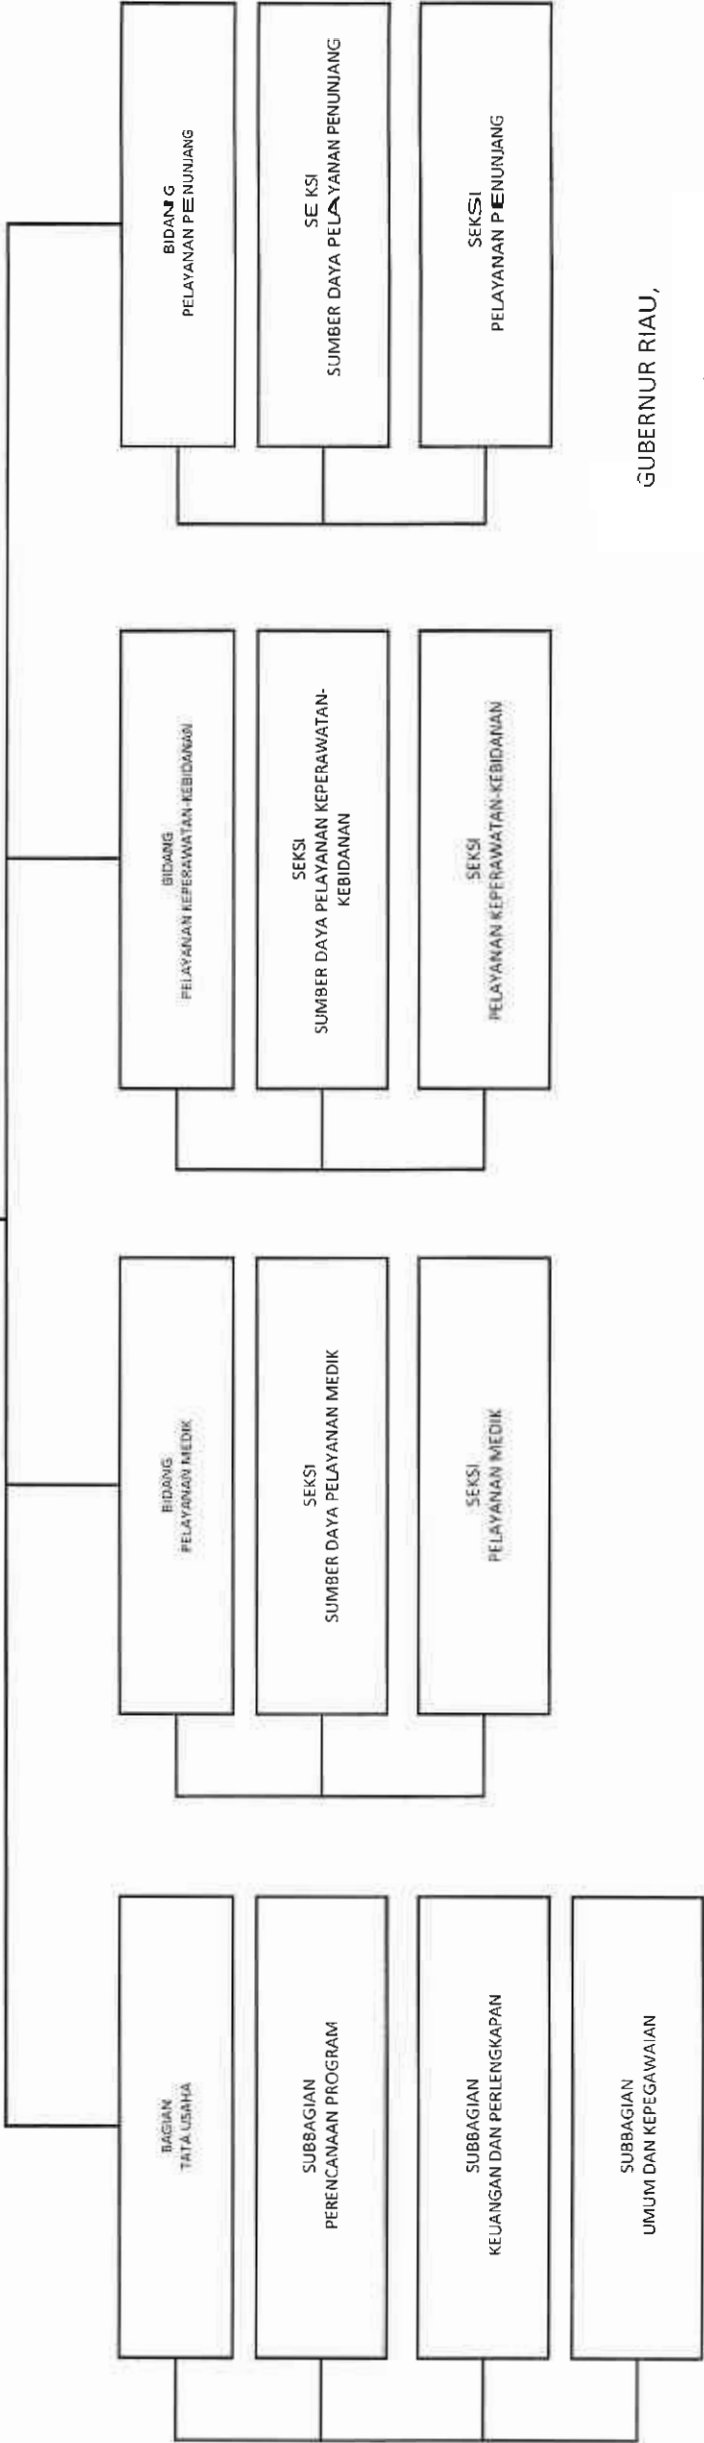 BAGIAN
TATA USAHA
SUBBAGIAN
PERENCANAAN PROGRAM
SUBBAGIAN
KEUANGAN DAN PERLENGKAPAN
SUBBAGIAN
UMUM DAN KEPEGAWAIAN
BIDANG
PELAYANAN MEDIK
SEKSI
SUMBER DAYA PELAYANAN MEDIK
SEKSI
PELAYANAN MEDIK
BIDANG
PELAYANAN KEPERAWATAN-KEBIDANAN
SEKSI
SUMBER DAYA PELAYANAN KEPERAWATAN-
KEBIDANAN
SEKSI
PELAYANAN KEPERAWATAN-KEBIDANAN
BIDANG
PELAYANAN PENUNJANG
SEKSI
SUMBER DAYA PELAYANAN PENUNJANG
SEKSI
PELAYANAN PENUNJANG
GUBERNUR RIAU,